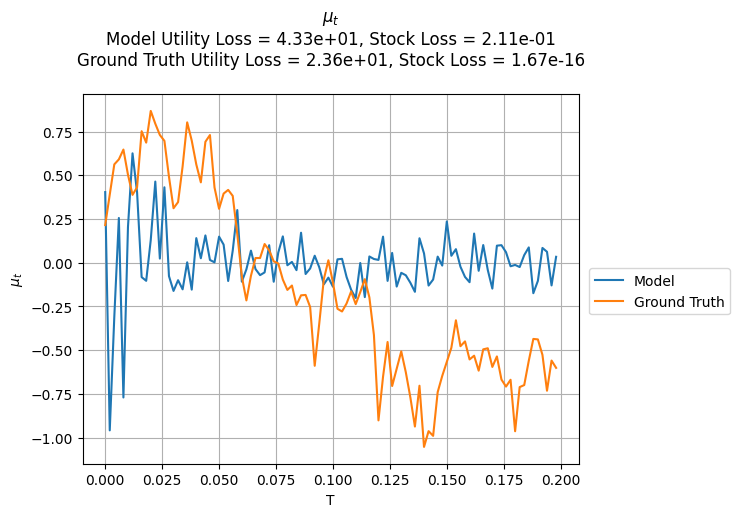 μt
Model Utility Loss = 4.33e+01, Stock Loss = 2.11e-01
Ground Truth Utility Loss = 2.36e+01, Stock Loss = 1.67e-16
0.75
0.50
0.25
0.00
−0.25
−0.50
−0.75
−1.00
μt
Model
Ground Truth
0.000
0.025
0.050
0.075
0.100
0.125
0.150
0.175
0.200
T